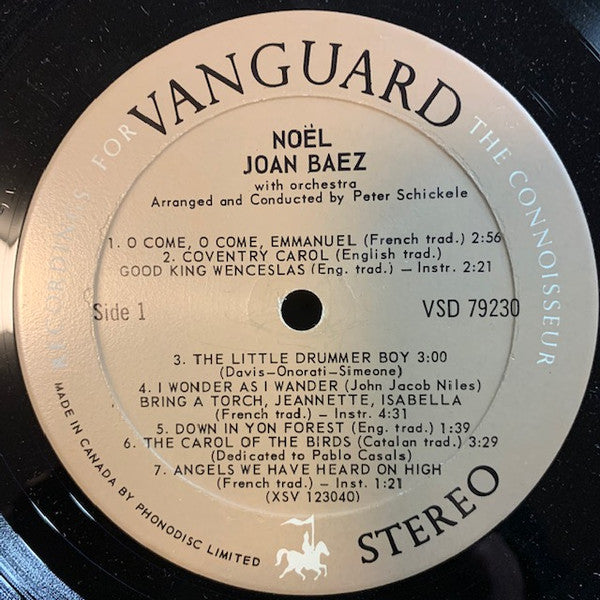 VANGUARD
RECORDINGS FOR THE CONNOISSEUR
NOËL
JOAN BAEZ
with orchestra
Arranged and Conducted by Peter Schickele
1. O COME, O COME, EMMANUEL (French trad.) 2:56
2. COVENTRY CAROL (English trad.)
GOOD KING WENCESLAS (Eng. trad.) — Instr. 2:21
Side 1
VSD 79230
3. THE LITTLE DRUMMER BOY 3:00
(Davis-Onorati-Simeone)
4. I WONDER AS I WANDER (John Jacob Niles)
BRING A TORCH, JEANNETTE, ISABELLA
(French trad.) — Instr. 4:31
5. DOWN IN YON FOREST (Eng. trad.) 1:39
6. THE CAROL OF THE BIRDS (Catalan trad.) 3:29
(Dedicated to Pablo Casals)
7. ANGELS WE HAVE HEARD ON HIGH
(French trad. — Inst. 1:21
(XSV 123040)
MADE IN CANADA BY PHONODISC LIMITED
STEREO